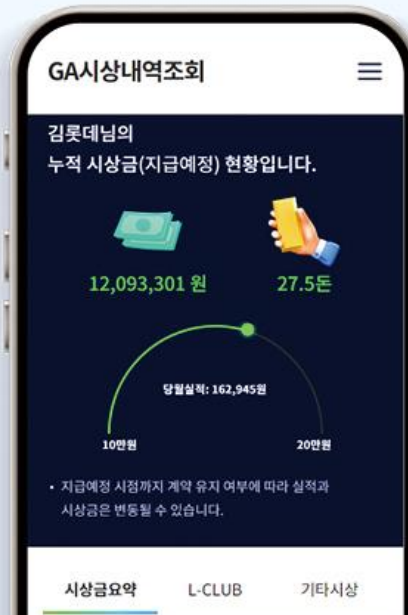 GA시상내역조회
김롯데님의
누적 시상금(지급예정) 현황입니다.
12,093,301 원
27.5돈
당월실적: 162,945원
10만원
20만원
• 지급예정 시점까지 계약 유지 여부에 따라 실적과
시상금은 변동될 수 있습니다.
시상금요약
L-CLUB
기타시상